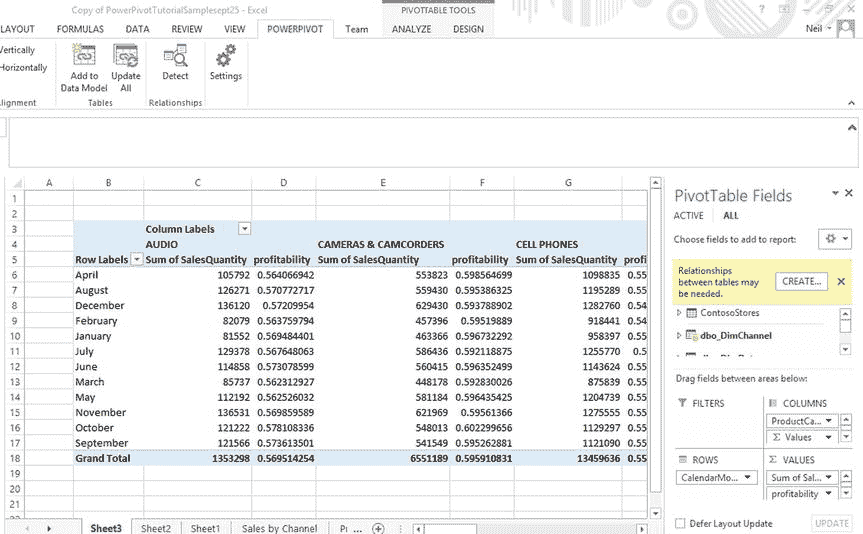 Copy of PowerPivotTutorialSamplesept25 - Excel
PIVOTTABLE TOOLS
LAYOUT FORMULAS DATA REVIEW VIEW POWERPIVOT Team ANALYZE DESIGN Neil
Vertically
Horizontally
Add to Data Model
Update All
Detect
Settings
lignment Tables Relationships
A B C D E F G
1
2
3 Column Labels
4 AUDIO CAMERAS & CAMCORDERS CELL PHONES
5 Row Labels Sum of SalesQuantity profitability Sum of SalesQuantity profitability Sum of SalesQuantity profi
6 April 105792 0.564066942 553823 0.598564699 1098835 0.55
7 August 126271 0.570772717 559430 0.595386325 1195289 0.55
8 December 136120 0.57209954 629430 0.593788902 1282760 0.54
9 February 82079 0.563759794 457396 0.59519889 918441 0.54
10 January 81552 0.569484401 463366 0.596732292 958397 0.55
11 July 129378 0.567648063 586436 0.592118875 1255770 0.5
12 June 114858 0.573078599 560415 0.596352499 1143624 0.55
13 March 85737 0.562312927 448178 0.592830026 875839 0.55
14 May 112192 0.562526032 581184 0.596435425 1204739 0.55
15 November 136531 0.569859589 621969 0.59561366 1275555 0.55
16 October 121222 0.578108336 548013 0.602299656 1129297 0.55
17 September 121566 0.573613501 541549 0.595262881 1121090 0.55
18 Grand Total 1353298 0.569514254 6551189 0.595910831 13459636 0.55
19
20
21
Sheet3 Sheet2 Sheet1 Sales by Channel Pi ...
PivotTable Fields
ACTIVE ALL
Choose fields to add to report:
Relationships
between tables may
be needed.
CREATE...
ContosoStores
dbo_DimChannel
Drag fields between areas below:
FILTERS COLUMNS
ProductCa...
Σ Values
ROWS Σ VALUES
CalendarMo... Sum of Sal...
profitability
Defer Layout Update UPDATE